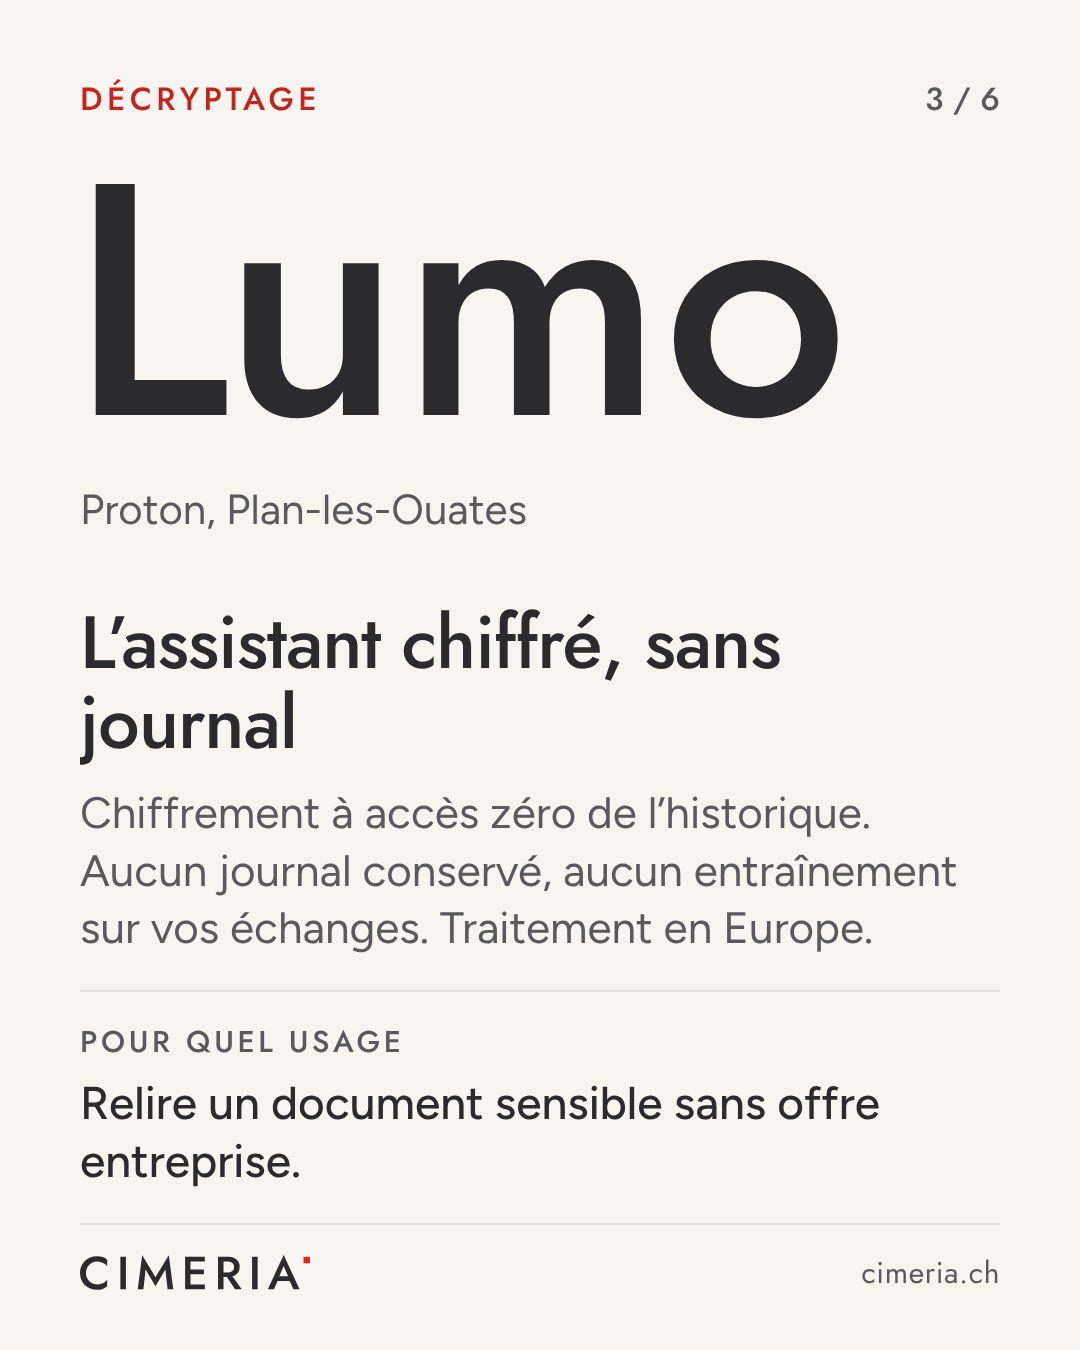 DÉCRYPTAGE
3 / 6
Lumo
Proton, Plan-les-Ouates
L’assistant chiffré, sans
journal
Chiffrement à accès zéro de l’historique.
Aucun journal conservé, aucun entraînement
sur vos échanges. Traitement en Europe.
POUR QUEL USAGE
Relire un document sensible sans offre
entreprise.
CIMERIA
cimeria.ch